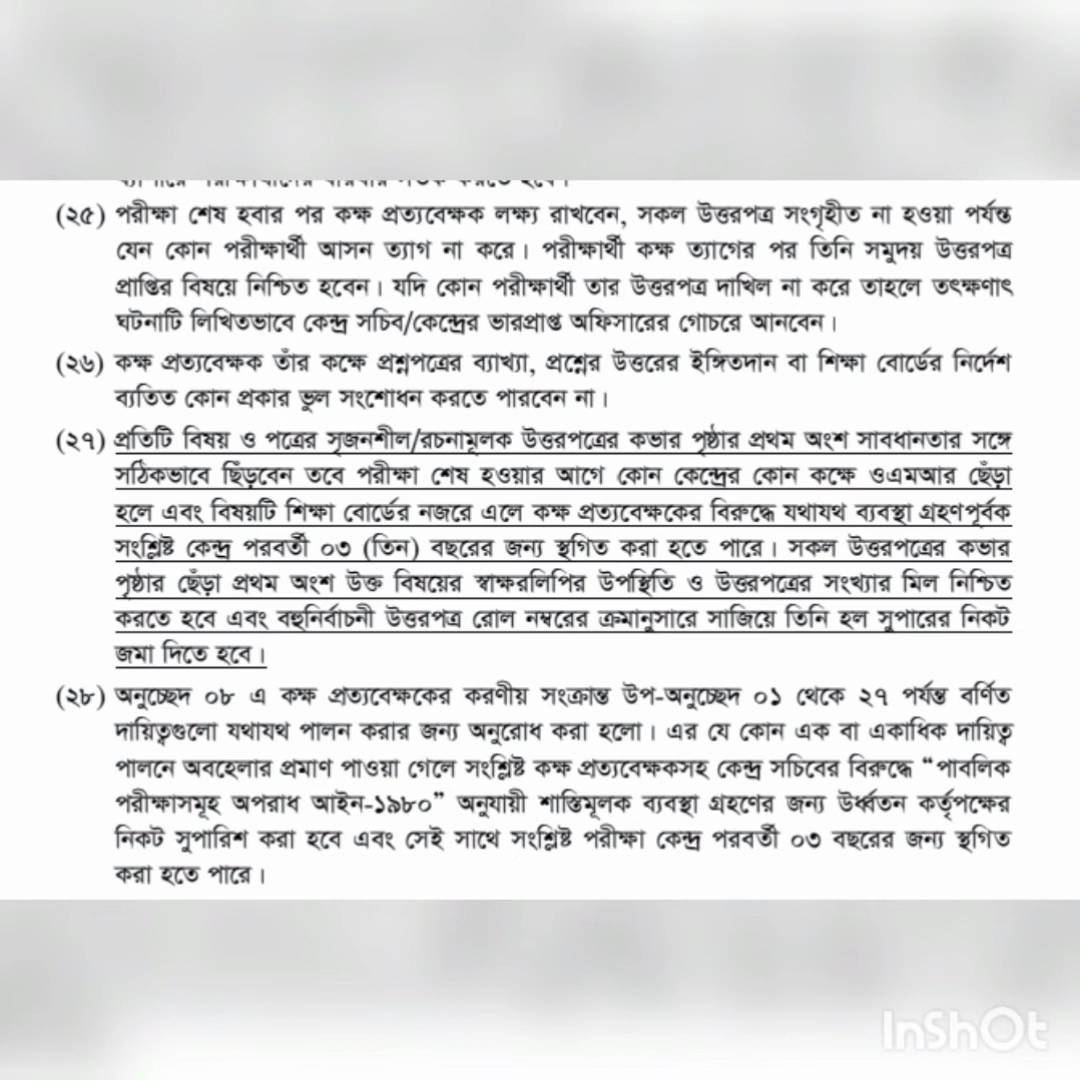 (২৫) পরীক্ষা শেষ হবার পর কক্ষ প্রত্যবেক্ষক লক্ষ্য রাখবেন, সকল উত্তরপত্র সংগৃহীত না হওয়া পর্যন্ত
যেন কোন পরীক্ষার্থী আসন ত্যাগ না করে। পরীক্ষার্থী কক্ষ ত্যাগের পর তিনি সমুদয় উত্তরপত্র
প্রাপ্তির বিষয়ে নিশ্চিত হবেন। যদি কোন পরীক্ষার্থী তার উত্তরপত্র দাখিল না করে তাহলে তৎক্ষণাৎ
ঘটনাটি লিখিতভাবে কেন্দ্র সচিব/কেন্দ্রের ভারপ্রাপ্ত অফিসারের গোচরে আনবেন।
(২৬) কক্ষ প্রত্যবেক্ষক তাঁর কক্ষে প্রশ্নপত্রের ব্যাখ্যা, প্রশ্নের উত্তরের ইঙ্গিতদান বা শিক্ষা বোর্ডের নির্দেশ
ব্যতিত কোন প্রকার ভুল সংশোধন করতে পারবেন না।
(২৭) প্রতিটি বিষয় ও পত্রের সৃজনশীল/রচনামূলক উত্তরপত্রের কভার পৃষ্ঠার প্রথম অংশ সাবধানতার সঙ্গে
সঠিকভাবে ছিঁড়বেন তবে পরীক্ষা শেষ হওয়ার আগে কোন কেন্দ্রের কোন কক্ষে ওএমআর ছেঁড়া
হলে এবং বিষয়টি শিক্ষা বোর্ডের নজরে এলে কক্ষ প্রত্যবেক্ষকের বিরুদ্ধে যথাযথ ব্যবস্থা গ্রহণপূর্বক
সংশ্লিষ্ট কেন্দ্র পরবর্তী ০৩ (তিন) বছরের জন্য স্থগিত করা হতে পারে। সকল উত্তরপত্রের কভার
পৃষ্ঠার ছেঁড়া প্রথম অংশ উক্ত বিষয়ের স্বাক্ষরলিপির উপস্থিতি ও উত্তরপত্রের সংখ্যার মিল নিশ্চিত
করতে হবে এবং বহুনির্বাচনী উত্তরপত্র রোল নম্বরের ক্রমানুসারে সাজিয়ে তিনি হল সুপারের নিকট
জমা দিতে হবে।
(২৮) অনুচ্ছেদ ০৮ এ কক্ষ প্রত্যবেক্ষকের করণীয় সংক্রান্ত উপ-অনুচ্ছেদ ০১ থেকে ২৭ পর্যন্ত বর্ণিত
দায়িত্বগুলো যথাযথ পালন করার জন্য অনুরোধ করা হলো। এর যে কোন এক বা একাধিক দায়িত্ব
পালনে অবহেলার প্রমাণ পাওয়া গেলে সংশ্লিষ্ট কক্ষ প্রত্যবেক্ষকসহ কেন্দ্র সচিবের বিরুদ্ধে “পাবলিক
পরীক্ষাসমূহ অপরাধ আইন-১৯৮০” অনুযায়ী শাস্তিমূলক ব্যবস্থা গ্রহণের জন্য উর্ধ্বতন কর্তৃপক্ষের
নিকট সুপারিশ করা হবে এবং সেই সাথে সংশ্লিষ্ট পরীক্ষা কেন্দ্র পরবর্তী ০৩ বছরের জন্য স্থগিত
করা হতে পারে।
InShOt